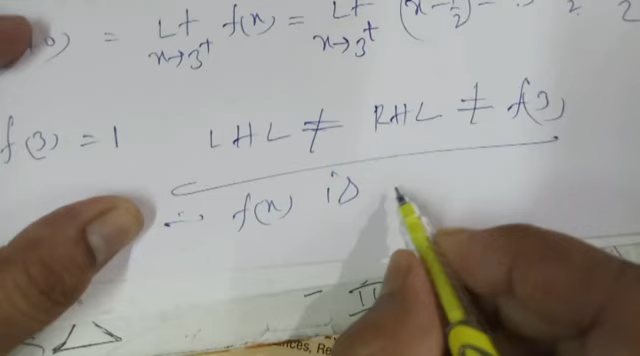 = Lt x→3⁺ f(x) = Lt x→3⁺ (x - 1/2) =
f(3) = 1 LHL ≠ RHL ≠ f(3)
∴ f(x) is